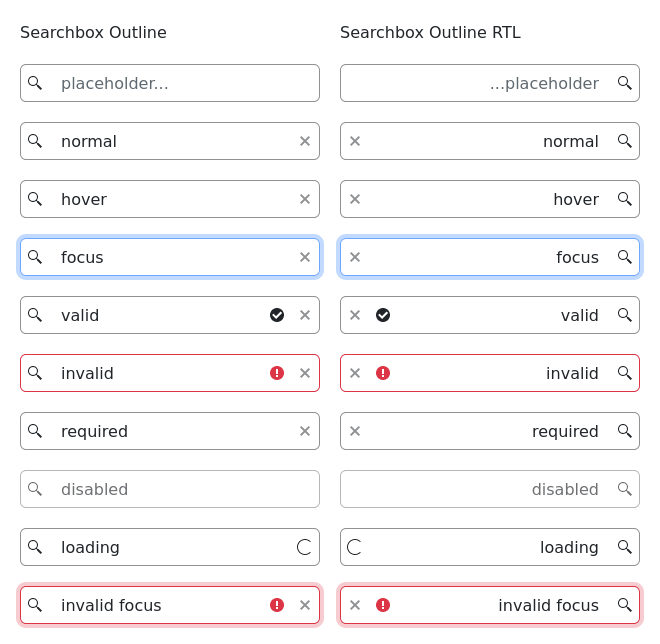 Searchbox Outline
placeholder...
normal
hover
focus
valid
invalid
required
disabled
loading
invalid focus
Searchbox Outline RTL
...placeholder
normal
hover
focus
valid
invalid
required
disabled
loading
invalid focus